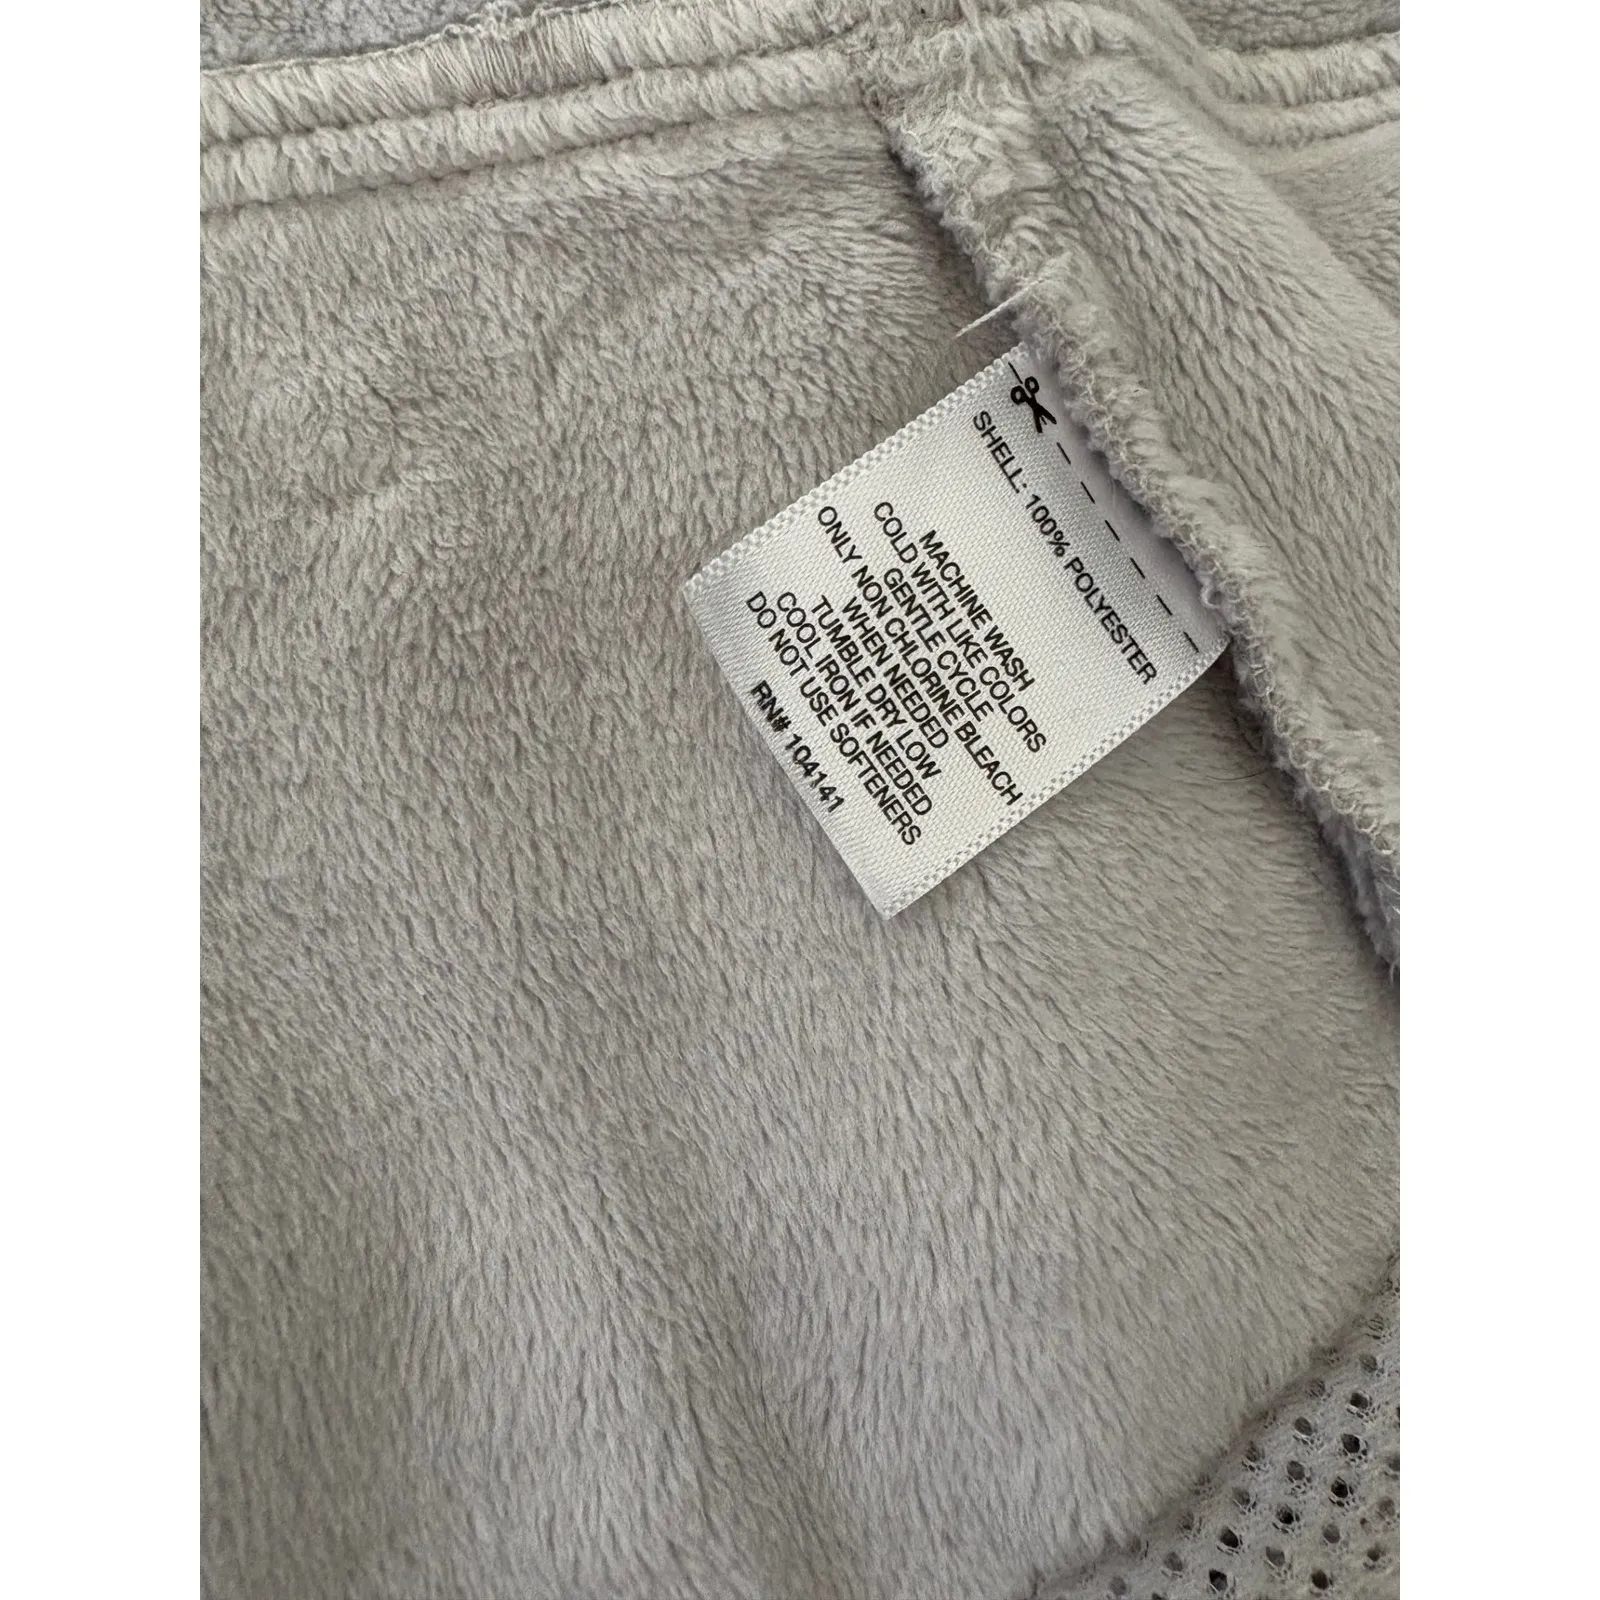 SHELL: 100% POLYESTER
MACHINE WASH
COLD WITH LIKE COLORS
GENTLE CYCLE
ONLY NON CHLORINE BLEACH
WHEN NEEDED
TUMBLE DRY LOW
COOL IRON IF NEEDED
DO NOT USE SOFTENERS
RN# 104141